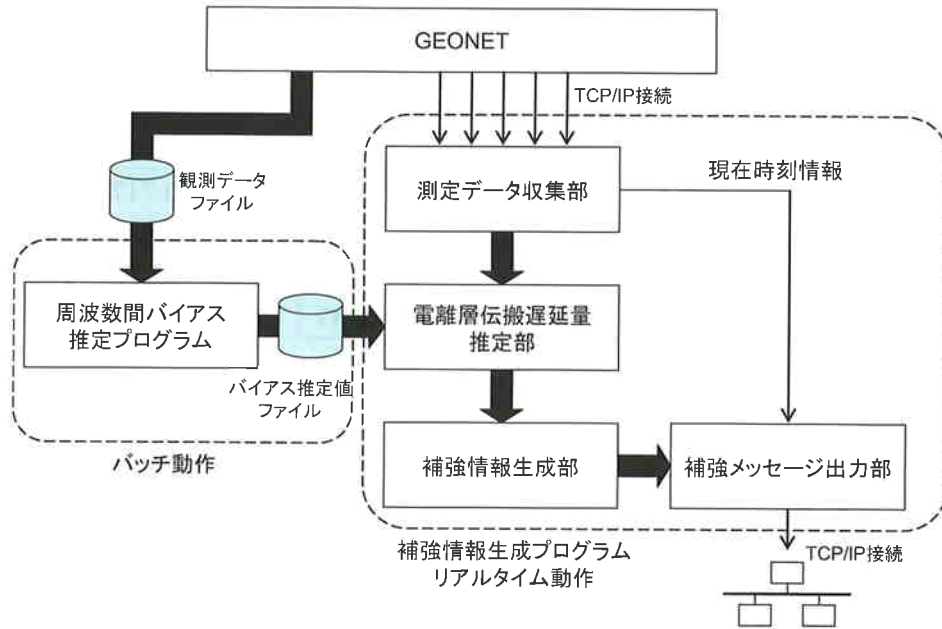 GEONET
TCP/IP接続
観測データ
ファイル
測定データ収集部
現在時刻情報
周波数間バイアス
推定プログラム
電離層伝搬遅延量
推定部
バイアス推定値
ファイル
バッチ動作
補強情報生成部
補強メッセージ出力部
補強情報生成プログラム
リアルタイム動作
TCP/IP接続